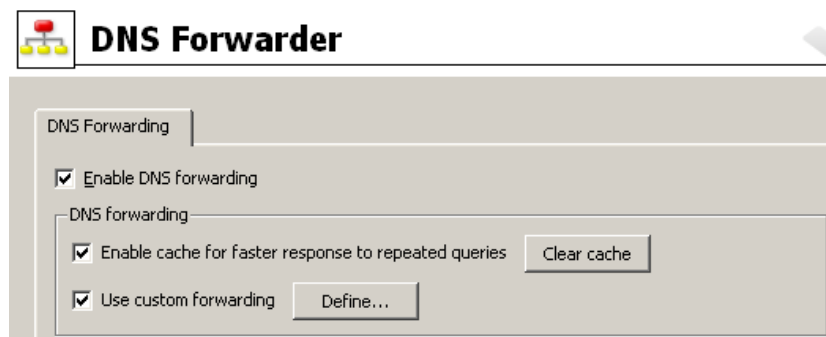 DNS Forwarder
DNS Forwarding
Enable DNS forwarding
DNS forwarding
Enable cache for faster response to repeated queries Clear cache
Use custom forwarding Define...